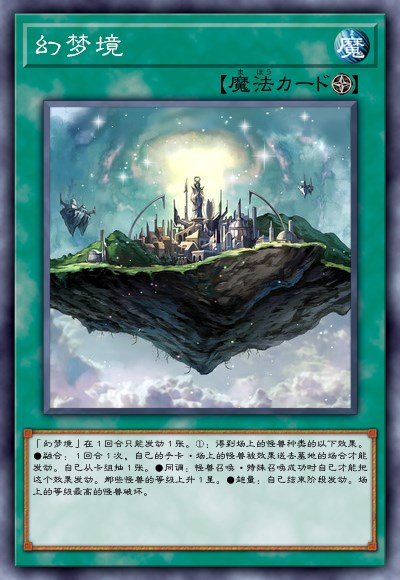 幻梦境
魔
【魔法カード】
まほう
「幻梦境」在１回合只能发动１张。①：得到场上的怪兽种类的以下效果。
●融合：１回合１次，自己的手卡・场上的怪兽被效果送去墓地的场合才能
发动。自己从卡组抽１张。●同调：怪兽召唤・特殊召唤成功时自己才能把
这个效果发动。那些怪兽的等级上升１星。●超量：自己结束阶段发动。场
上的等级最高的怪兽破坏。